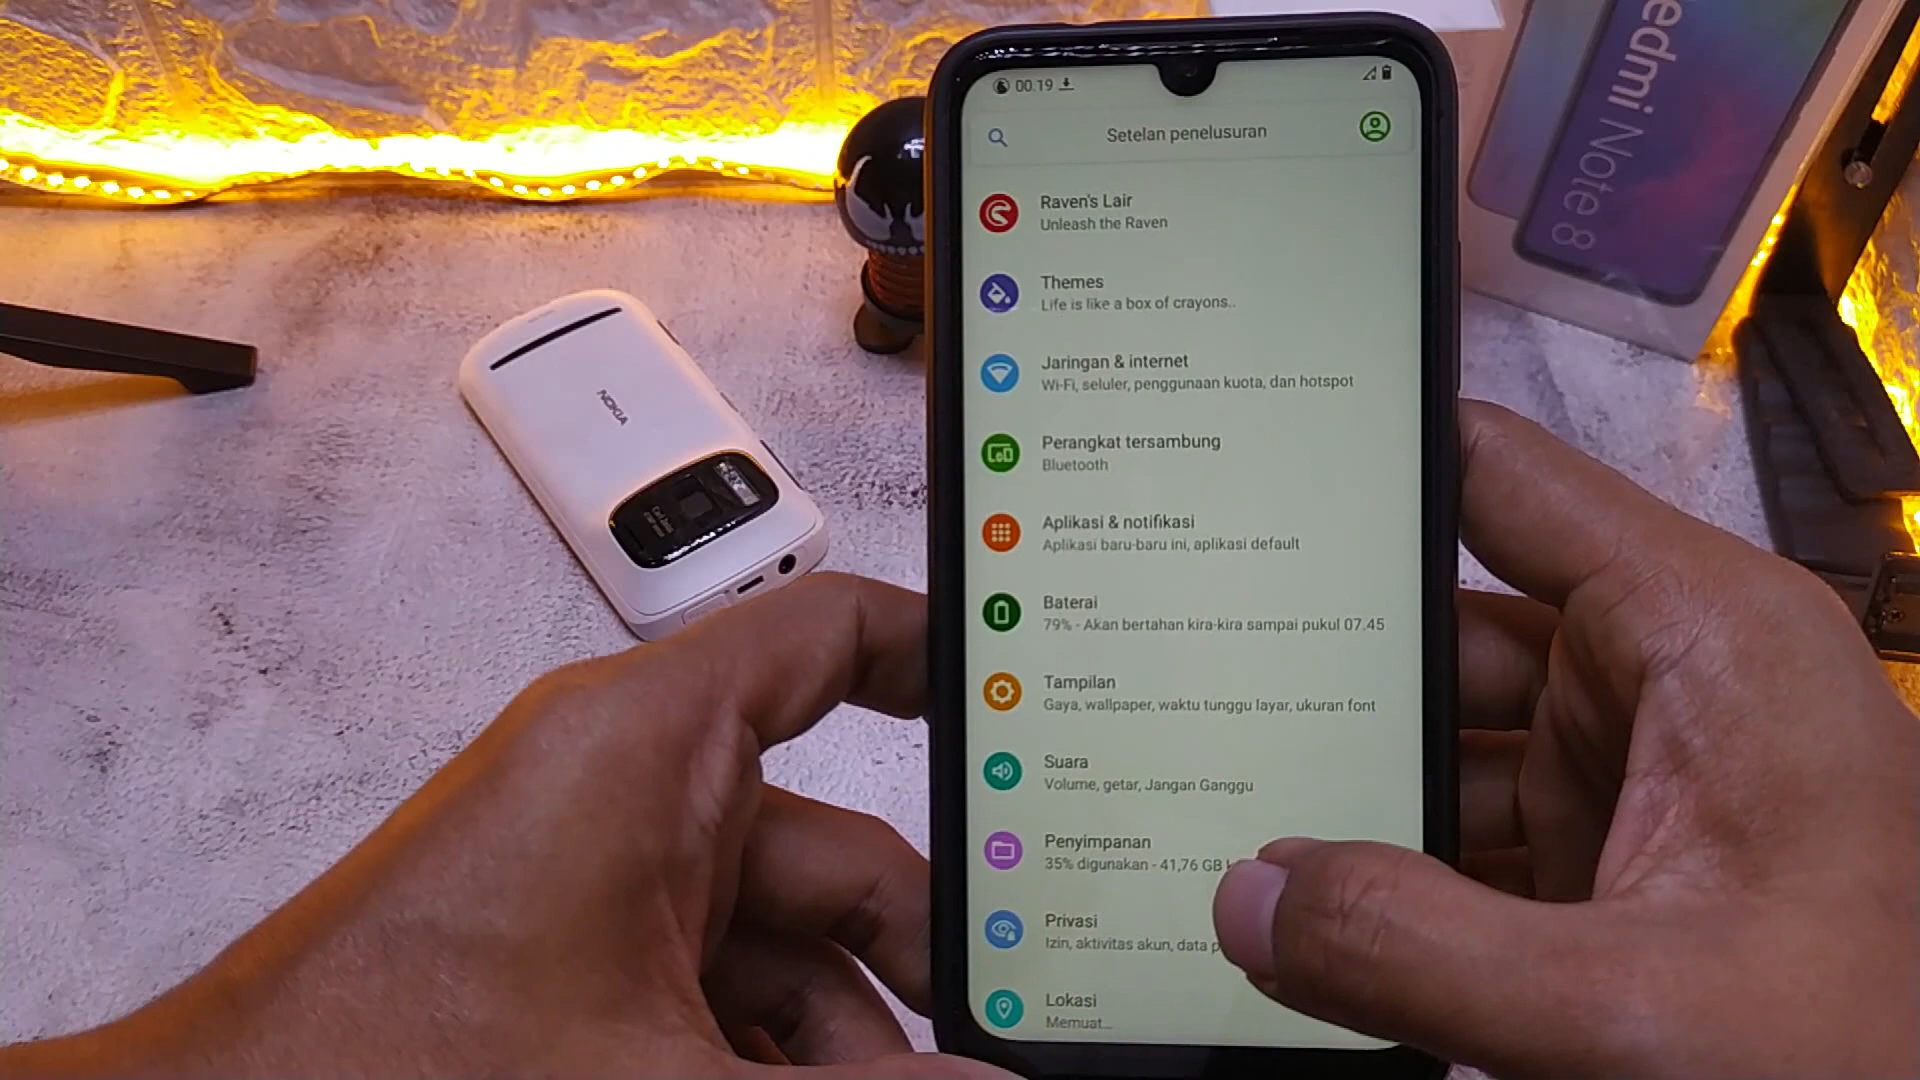 00.19
Setelan penelusuran
Raven's Lair
Unleash the Raven
Themes
Life is like a box of crayons..
Jaringan & internet
Wi-Fi, seluler, penggunaan kuota, dan hotspot
Perangkat tersambung
Bluetooth
Aplikasi & notifikasi
Aplikasi baru-baru ini, aplikasi default
Baterai
79% - Akan bertahan kira-kira sampai pukul 07.45
Tampilan
Gaya, wallpaper, waktu tunggu layar, ukuran font
Suara
Volume, getar, Jangan Ganggu
Penyimpanan
35% digunakan - 41,76 GB
Privasi
Izin, aktivitas akun, data
Lokasi
Memuat...
NOKIA
Carl Zeiss
edmi Note 8